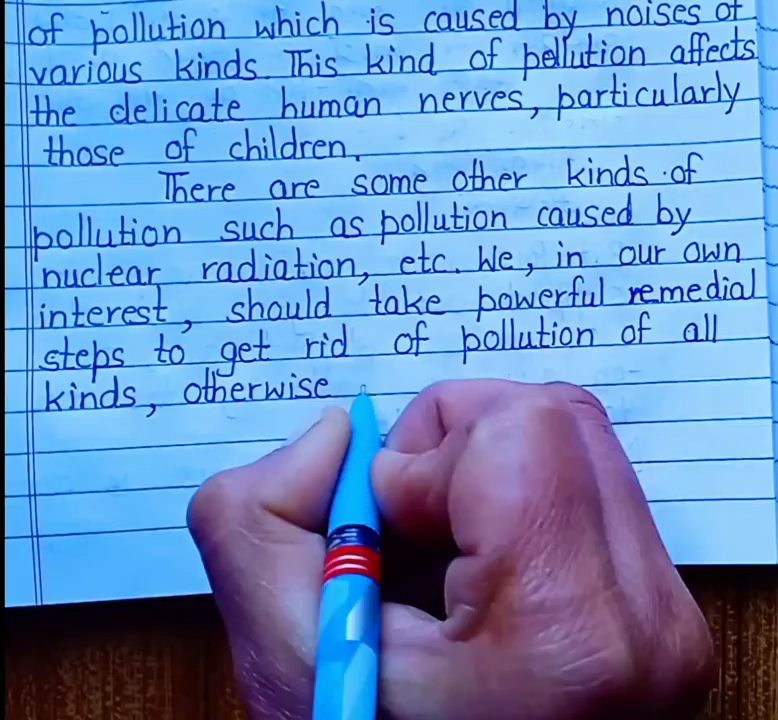 of pollution which is caused by noises of
various kinds. This kind of pollution affects
the delicate human nerves, particularly
those of children.
There are some other kinds of
pollution such as pollution caused by
nuclear radiation, etc. We, in our own
interest, should take powerful remedial
steps to get rid of pollution of all
kinds, otherwise